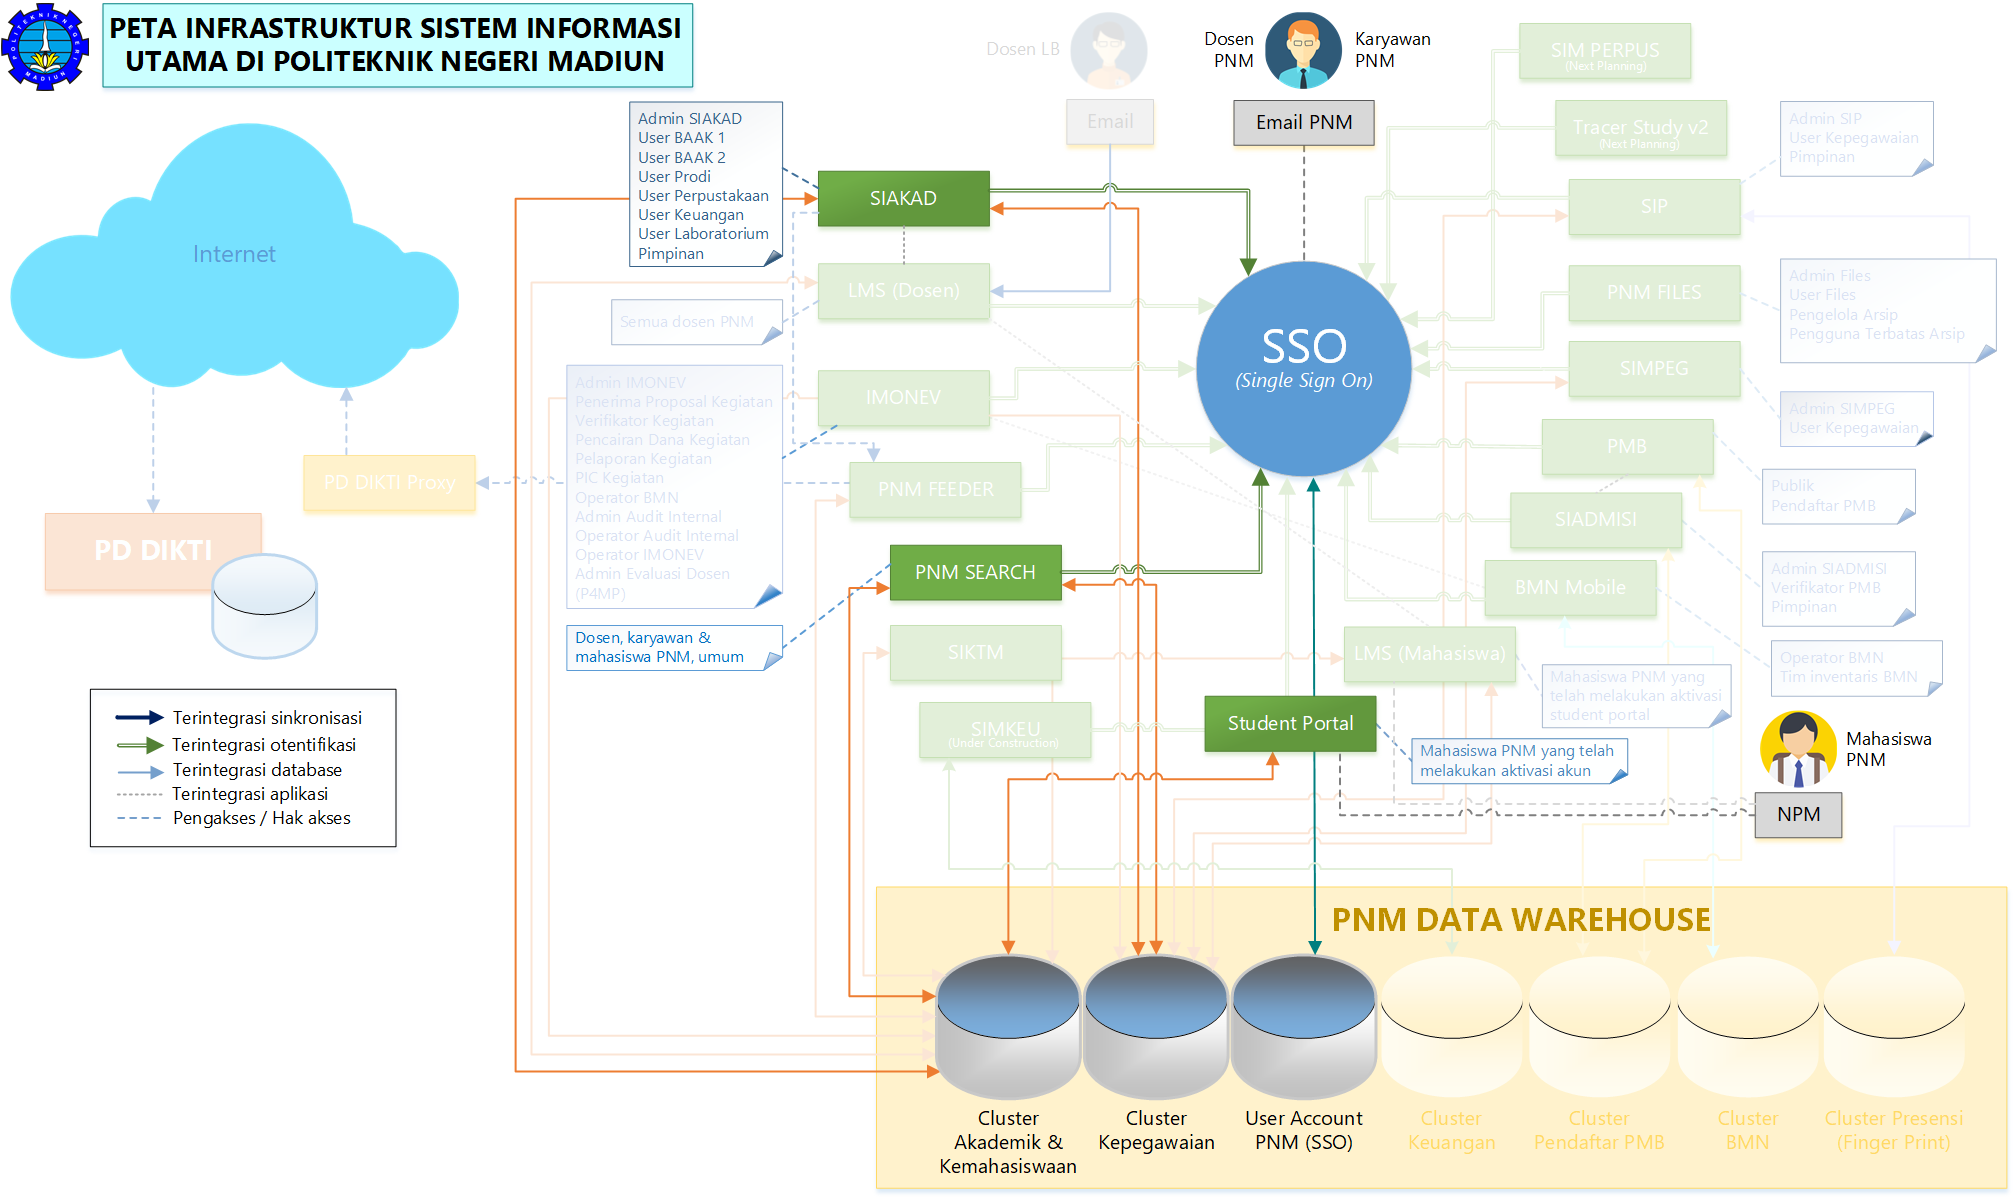 PETA INFRASTRUKTUR SISTEM INFORMASI
UTAMA DI POLITEKNIK NEGERI MADIUN
POLITEKNIK NEGERI
MADIUN
Dosen LB
Email
Dosen
PNM
Karyawan
PNM
Email PNM
SIM PERPUS
(Next Planning)
Tracer Study v2
(Next Planning)
Admin SIP
User Kepegawaian
Pimpinan
SIP
Internet
Admin SIAKAD
User BAAK 1
User BAAK 2
User Prodi
User Perpustakaan
User Keuangan
User Laboratorium
Pimpinan
SIAKAD
LMS (Dosen)
Semua dosen PNM
SSO
(Single Sign On)
PNM FILES
Admin Files
User Files
Pengelola Arsip
Pengguna Terbatas Arsip
SIMPEG
Admin SIMPEG
User Kepegawaian
Admin IMONEV
Penerima Proposal Kegiatan
Verifikator Kegiatan
Pencairan Dana Kegiatan
Pelaporan Kegiatan
PIC Kegiatan
Operator BMN
Admin Audit Internal
Operator Audit Internal
Operator IMONEV
Admin Evaluasi Dosen
(P4MP)
IMONEV
PMB
Publik
Pendaftar PMB
PD DIKTI Proxy
PNM FEEDER
SIADMISI
PD DIKTI
PNM SEARCH
BMN Mobile
Admin SIADMISI
Verifikator PMB
Pimpinan
Dosen, karyawan &
mahasiswa PNM, umum
SIKTM
LMS (Mahasiswa)
Operator BMN
Tim inventaris BMN
Mahasiswa PNM yang
telah melakukan aktivasi
student portal
SIMKEU
(Under Construction)
Student Portal
Mahasiswa PNM yang telah
melakukan aktivasi akun
Mahasiswa
PNM
NPM
Terintegrasi sinkronisasi
Terintegrasi otentifikasi
Terintegrasi database
Terintegrasi aplikasi
Pengakses / Hak akses
PNM DATA WAREHOUSE
Cluster
Akademik &
Kemahasiswaan
Cluster
Kepegawaian
User Account
PNM (SSO)
Cluster
Keuangan
Cluster
Pendaftar PMB
Cluster
BMN
Cluster Presensi
(Finger Print)